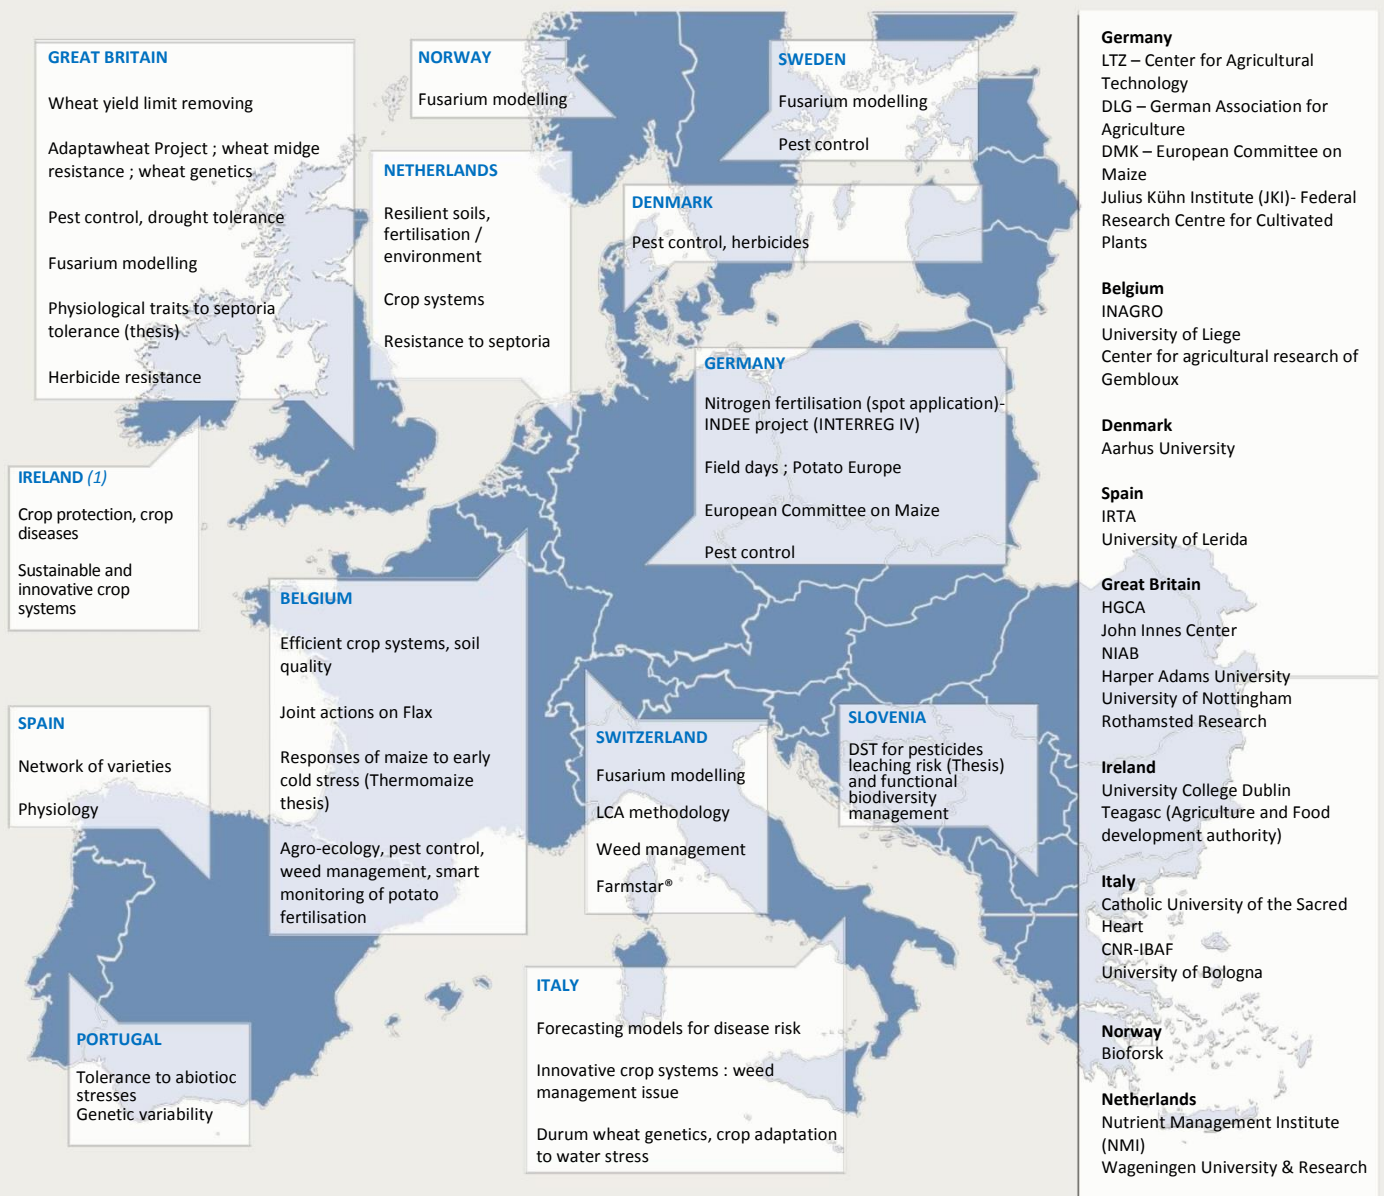 GREAT BRITAIN
Wheat yield limit removing
Adaptawheat Project ; wheat midge
resistance ; wheat genetics
Pest control, drought tolerance
Fusarium modelling
Physiological traits to septoria
tolerance (thesis)
Herbicide resistance
NORWAY
Fusarium modelling
SWEDEN
Fusarium modelling
Pest control
NETHERLANDS
Resilient soils,
fertilisation /
environment
Crop systems
Resistance to septoria
DENMARK
Pest control, herbicides
GERMANY
Nitrogen fertilisation (spot application)-
INDEE project (INTERREG IV)
Field days ; Potato Europe
European Committee on Maize
Pest control
IRELAND (1)
Crop protection, crop
diseases
Sustainable and
innovative crop
systems
BELGIUM
Efficient crop systems, soil
quality
Joint actions on Flax
Responses of maize to early
cold stress (Thermomaize
thesis)
Agro-ecology, pest control,
weed management, smart
monitoring of potato
fertilisation
SPAIN
Network of varieties
Physiology
SWITZERLAND
Fusarium modelling
LCA methodology
Weed management
Farmstar®
SLOVENIA
DST for pesticides
leaching risk (Thesis)
and functional
biodiversity
management
PORTUGAL
Tolerance to abiotioc
stresses
Genetic variability
ITALY
Forecasting models for disease risk
Innovative crop systems : weed
management issue
Durum wheat genetics, crop adaptation
to water stress
Germany
LTZ – Center for Agricultural
Technology
DLG – German Association for
Agriculture
DMK – European Committee on
Maize
Julius Kühn Institute (JKI)- Federal
Research Centre for Cultivated
Plants
Belgium
INAGRO
University of Liege
Center for agricultural research of
Gembloux
Denmark
Aarhus University
Spain
IRTA
University of Lerida
Great Britain
HGCA
John Innes Center
NIAB
Harper Adams University
University of Nottingham
Rothamsted Research
Ireland
University College Dublin
Teagasc (Agriculture and Food
development authority)
Italy
Catholic University of the Sacred
Heart
CNR-IBAF
University of Bologna
Norway
Bioforsk
Netherlands
Nutrient Management Institute
(NMI)
Wageningen University & Research